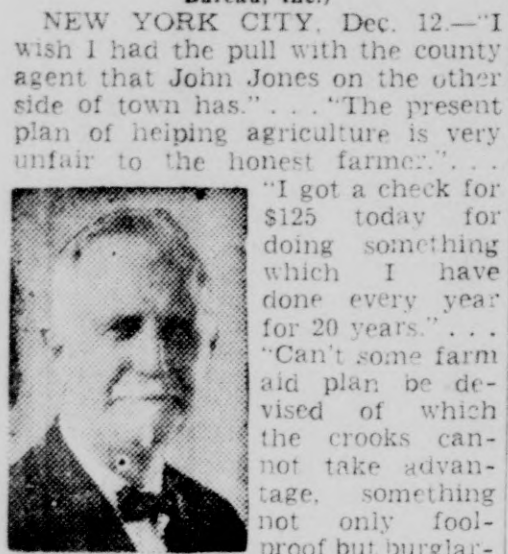 Bureau, Inc.)
NEW YORK CITY, Dec. 12.—"I
wish I had the pull with the county
agent that John Jones on the other
side of town has." . . . "The present
plan of helping agriculture is very
unfair to the honest farmer." . . .
"I got a check for
$125 today for
doing something
which I have
done every year
for 20 years." . . .
"Can't some farm
aid plan be de-
vised of which
the crooks can-
not take advan-
tage, something
not only fool-
proof but burglar-